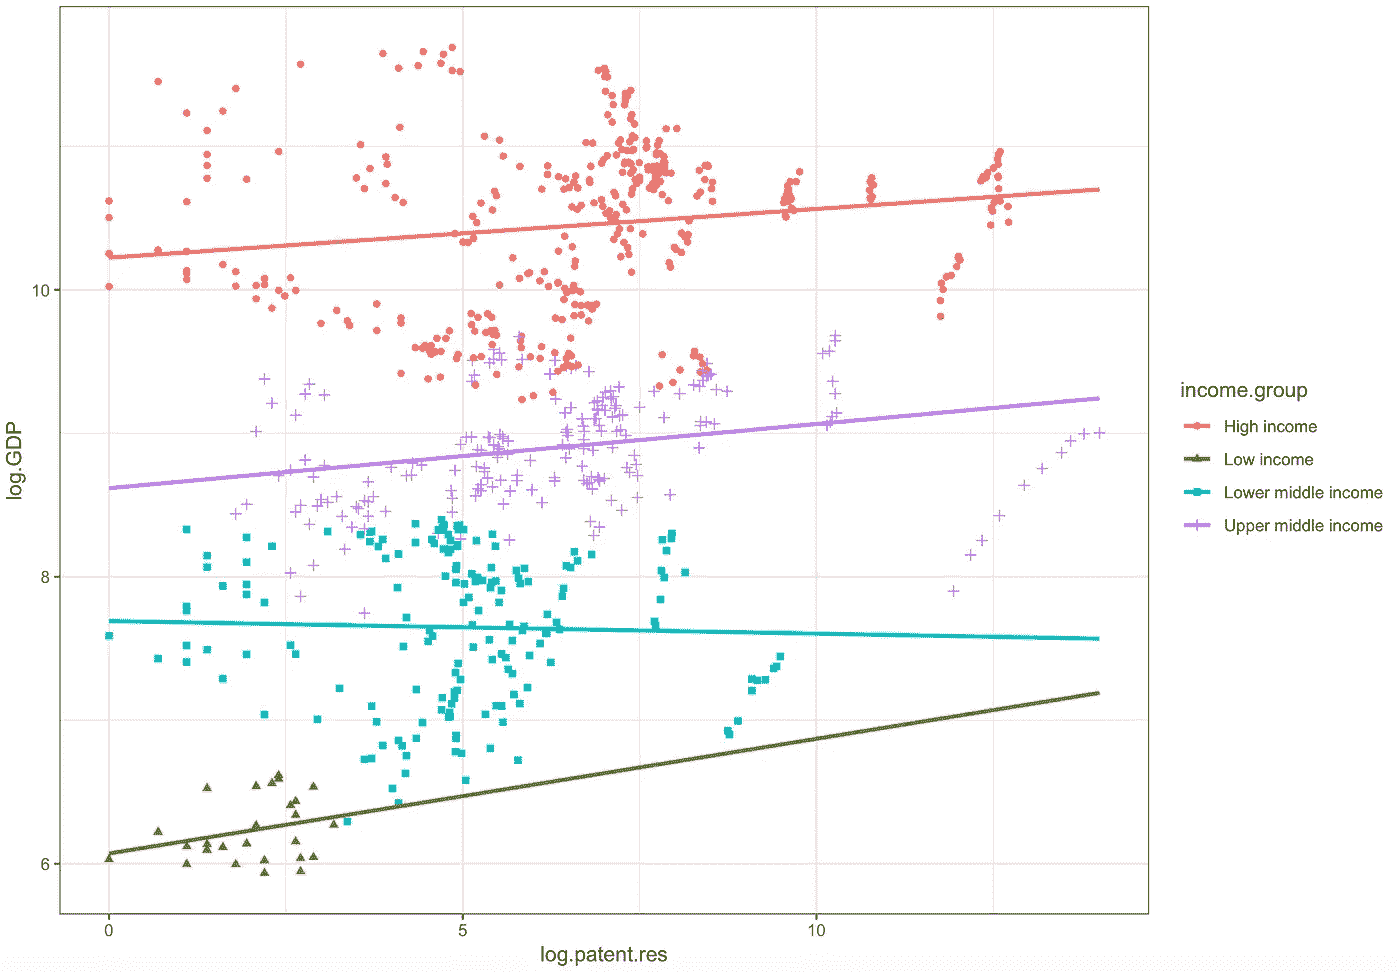 10
8
6
log.GDP
0
5
10
log.patent.res
income.group
High income
Low income
Lower middle income
Upper middle income